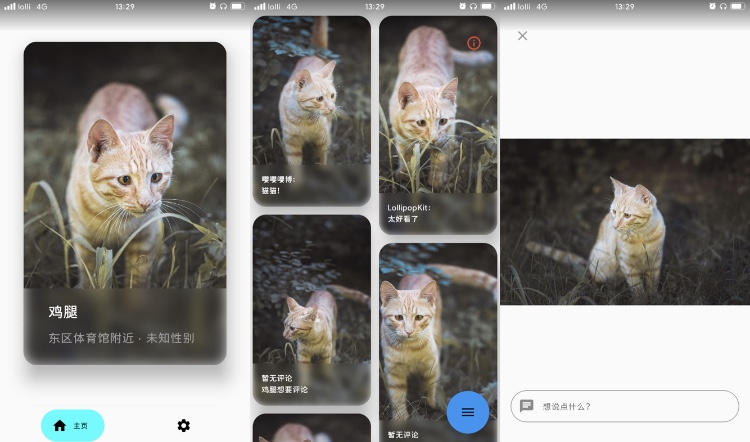 lolli 4G
13:29
鸡腿
东区体育馆附近 · 未知性别
主页
lolli 4G
13:29
嘤嘤嘤博:
猫猫!
LollipopKit:
太好看了
暂无评论
鸡腿想要评论
暂无评论
lolli 4G
13:29
想说点什么?